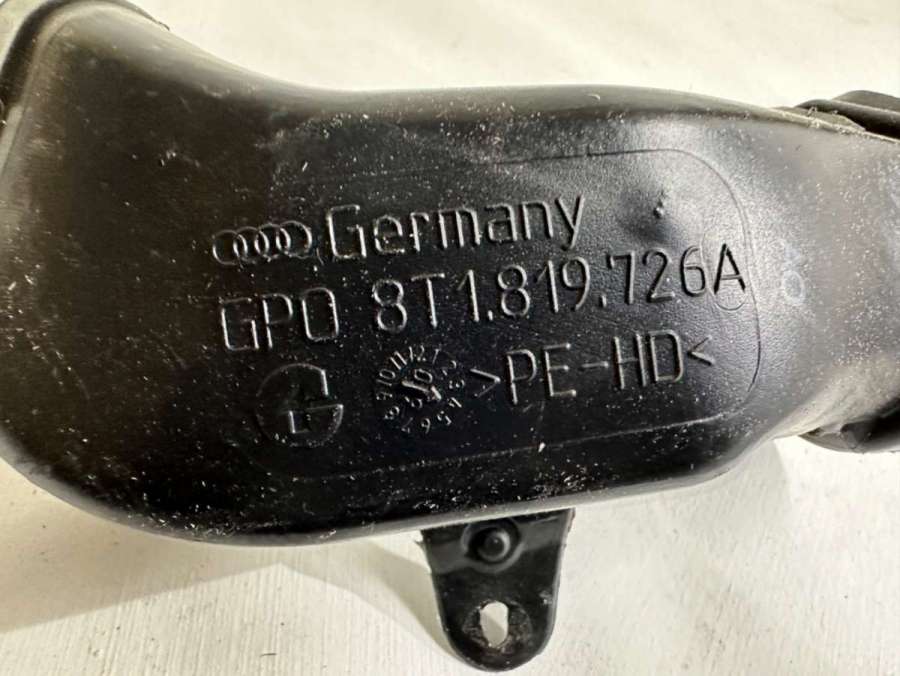 Germany
GPO 8T1.819.726A
>PE-HD<